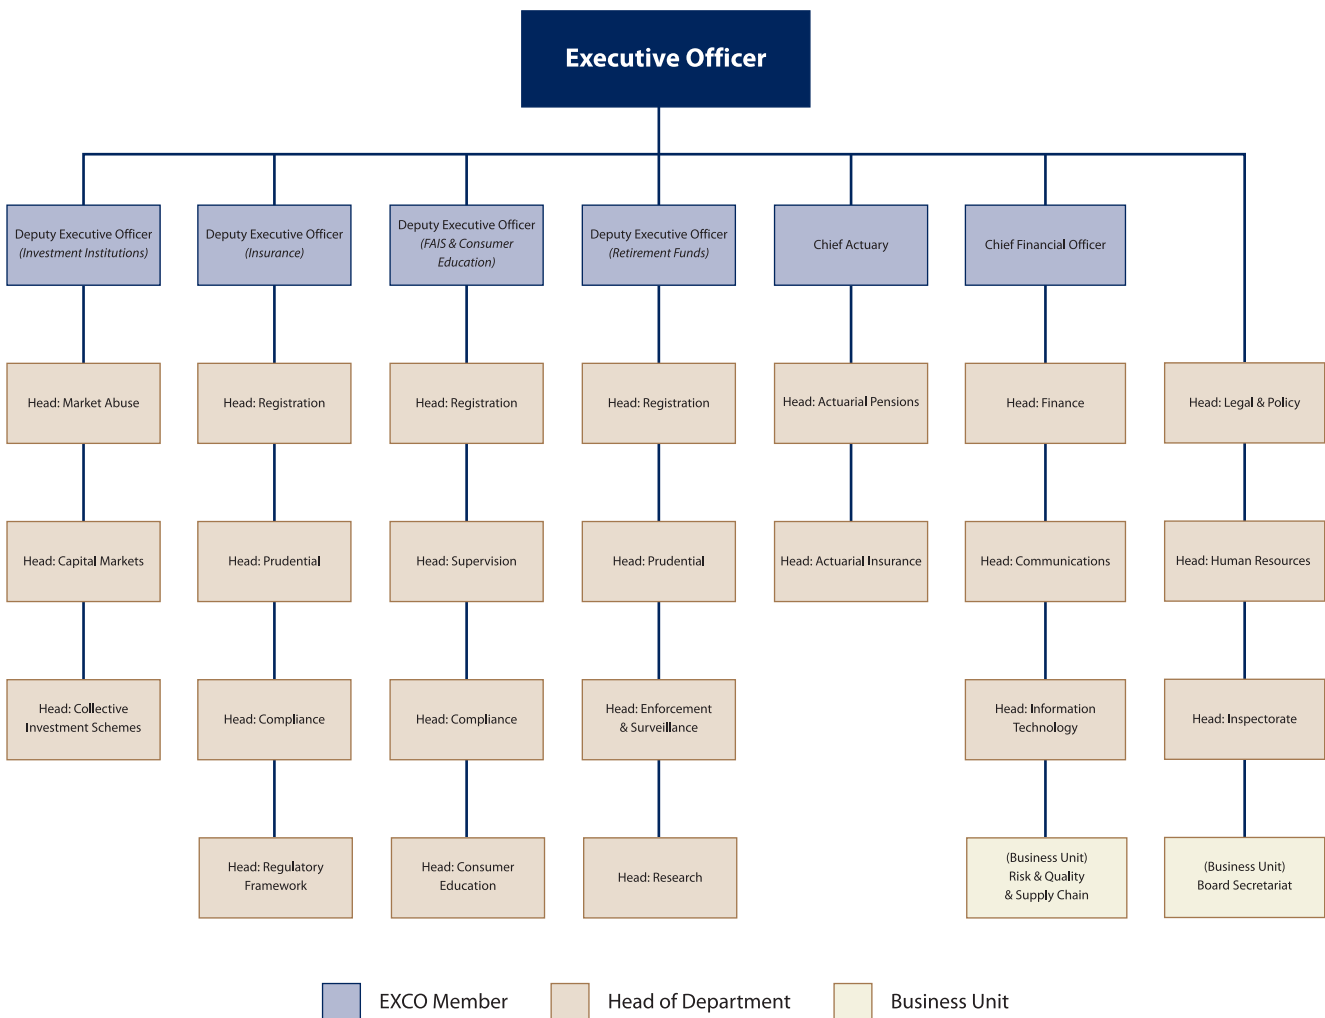 Executive Officer
Deputy Executive Officer
(Investment Institutions)
Deputy Executive Officer
(Insurance)
Deputy Executive Officer
(FAIS & Consumer
Education)
Deputy Executive Officer
(Retirement Funds)
Chief Actuary
Chief Financial Officer
Head: Market Abuse
Head: Registration
Head: Registration
Head: Registration
Head: Actuarial Pensions
Head: Finance
Head: Legal & Policy
Head: Capital Markets
Head: Prudential
Head: Supervision
Head: Prudential
Head: Actuarial Insurance
Head: Communications
Head: Human Resources
Head: Collective
Investment Schemes
Head: Compliance
Head: Compliance
Head: Enforcement
& Surveillance
Head: Information
Technology
Head: Inspectorate
Head: Regulatory
Framework
Head: Consumer
Education
Head: Research
(Business Unit)
Risk & Quality
& Supply Chain
(Business Unit)
Board Secretariat
EXCO Member
Head of Department
Business Unit